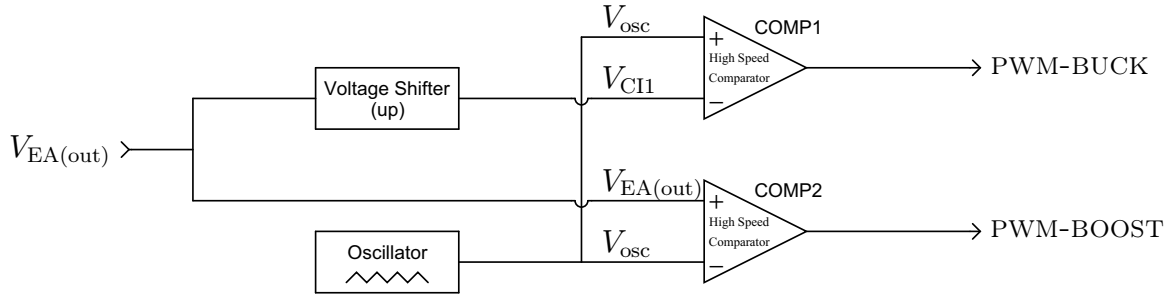 V_osc
COMP1
+
High Speed
Comparator
PWM-BUCK
Voltage Shifter
(up)
V_CI1
−
V_EA(out)
V_EA(out)
COMP2
+
High Speed
Comparator
PWM-BOOST
Oscillator
V_osc
−